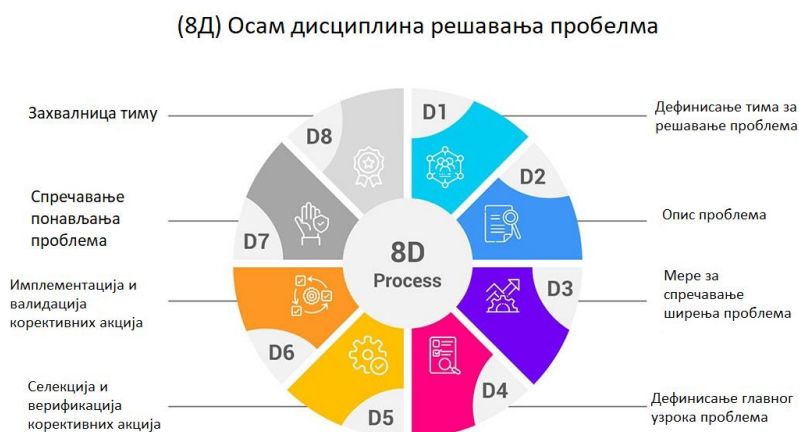 (8Д) Осам дисциплина решавања пробелма
D1
Дефинисање тима за
решавање проблема
D2
Опис проблема
D3
Мере за
спречавање
ширења проблема
D4
Дефинисање главног
узрока проблема
D5
Селекција и
верификација
корективних акција
D6
Имплементација и
валидација
корективних акција
D7
Спречавање
понављања
проблема
D8
Захвалница тиму
8D
Process